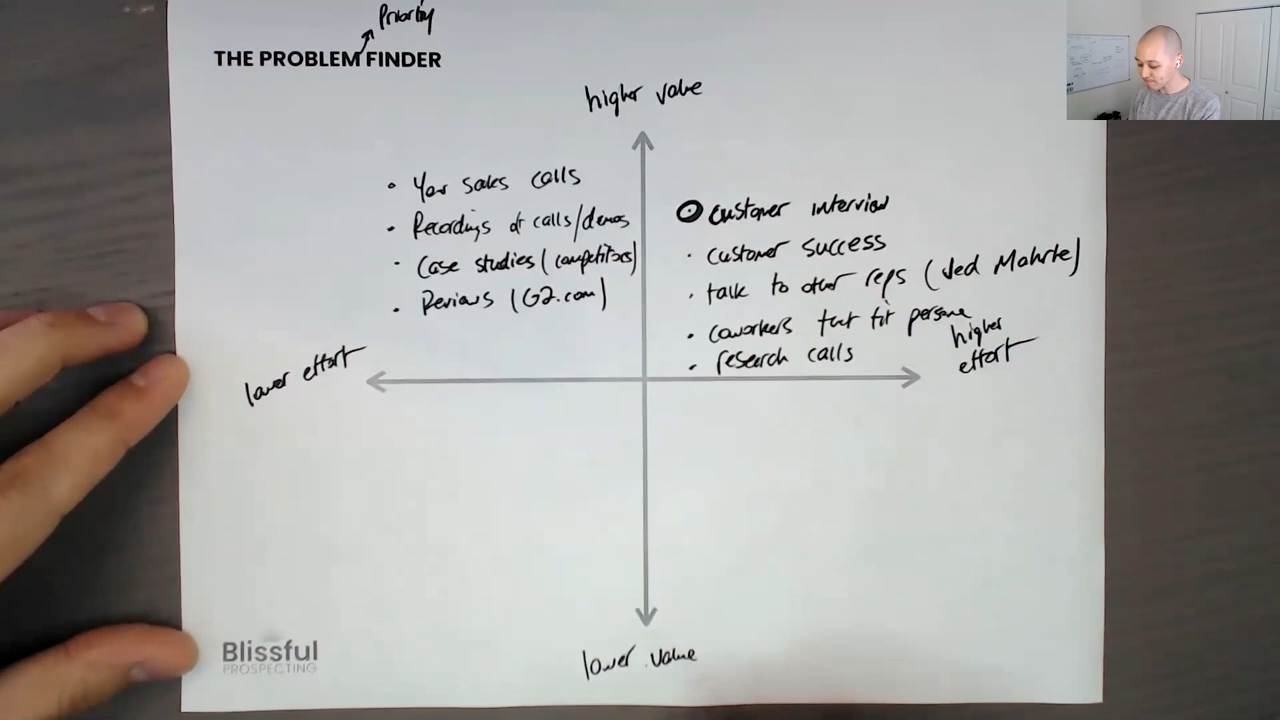 Priority
THE PROBLEM FINDER
higher value
• Your sales calls
• Recordings of calls/demos
• Case studies (competitors)
• Reviews (G2.com)
customer interview
• customer success
• talk to other reps (Jed Mahrle)
• coworkers that fit persona
• research calls
higher
effort
lower effort
lower value
Blissful
PROSPECTING